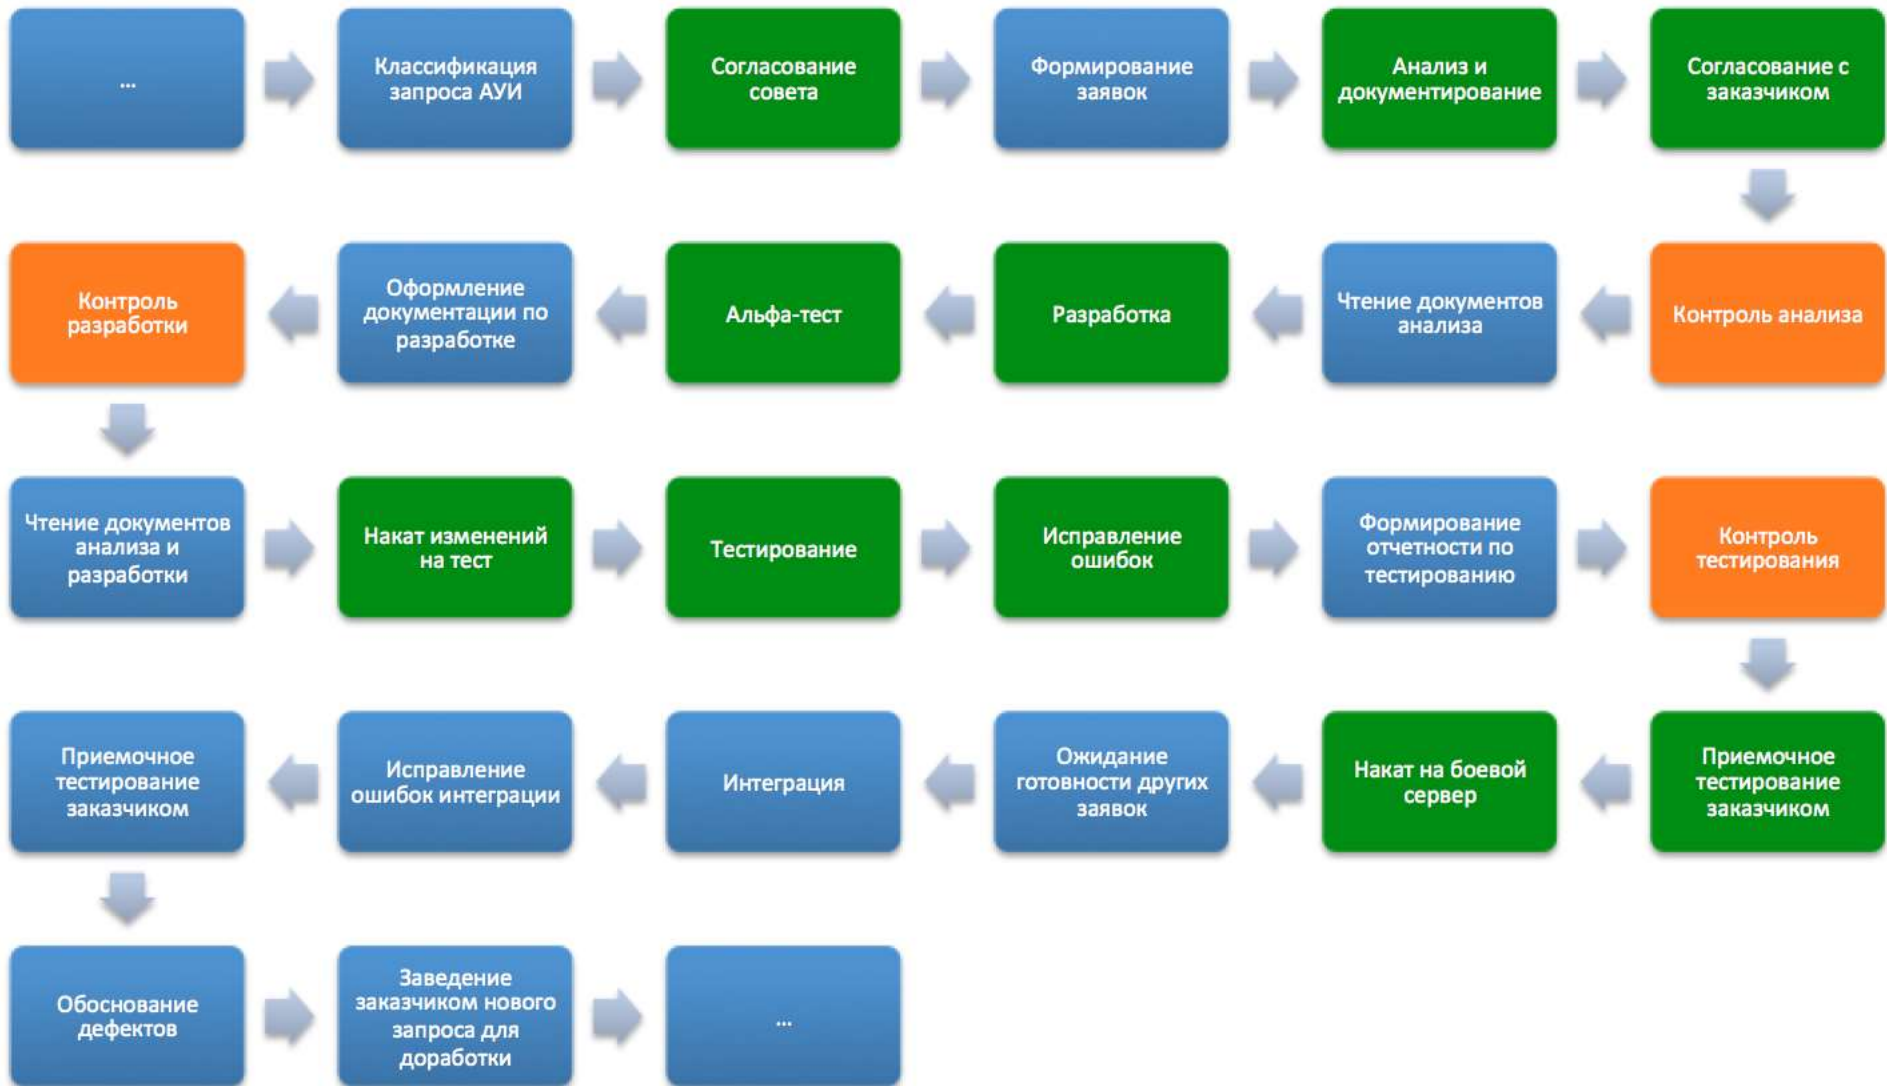 ...
Классификация
запроса АУИ
Согласование
совета
Формирование
заявок
Анализ и
документирование
Согласование с
заказчиком
Контроль анализа
Чтение документов
анализа
Разработка
Альфа-тест
Оформление
документации по
разработке
Контроль
разработки
Чтение документов
анализа и
разработки
Накат изменений
на тест
Тестирование
Исправление
ошибок
Формирование
отчетности по
тестированию
Контроль
тестирования
Приемочное
тестирование
заказчиком
Накат на боевой
сервер
Ожидание
готовности других
заявок
Интеграция
Исправление
ошибок интеграции
Приемочное
тестирование
заказчиком
Обоснование
дефектов
Заведение
заказчиком нового
запроса для
доработки
...